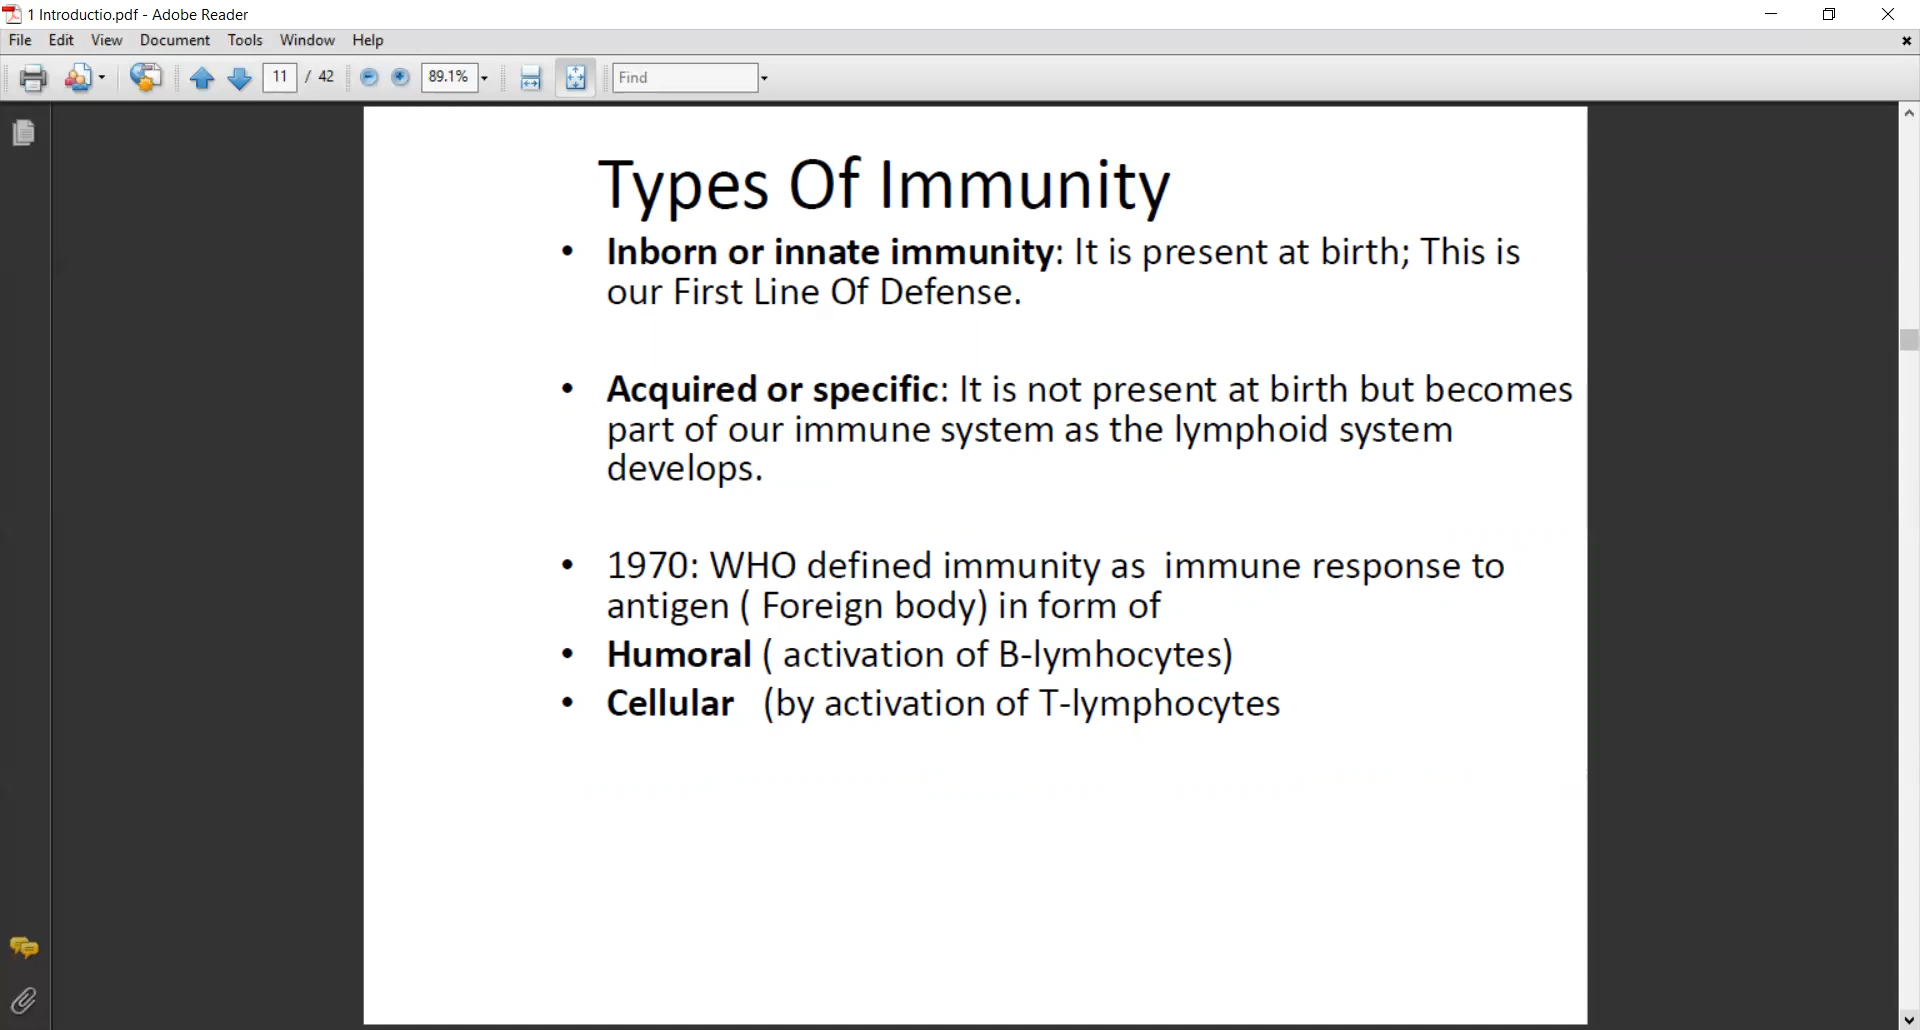 1 Introductio.pdf - Adobe Reader
File Edit View Document Tools Window Help
11 / 42 89.1% Find
Types Of Immunity
• Inborn or innate immunity: It is present at birth; This is
our First Line Of Defense.
• Acquired or specific: It is not present at birth but becomes
part of our immune system as the lymphoid system
develops.
• 1970: WHO defined immunity as  immune response to
antigen ( Foreign body) in form of
• Humoral ( activation of B-lymhocytes)
• Cellular   (by activation of T-lymphocytes